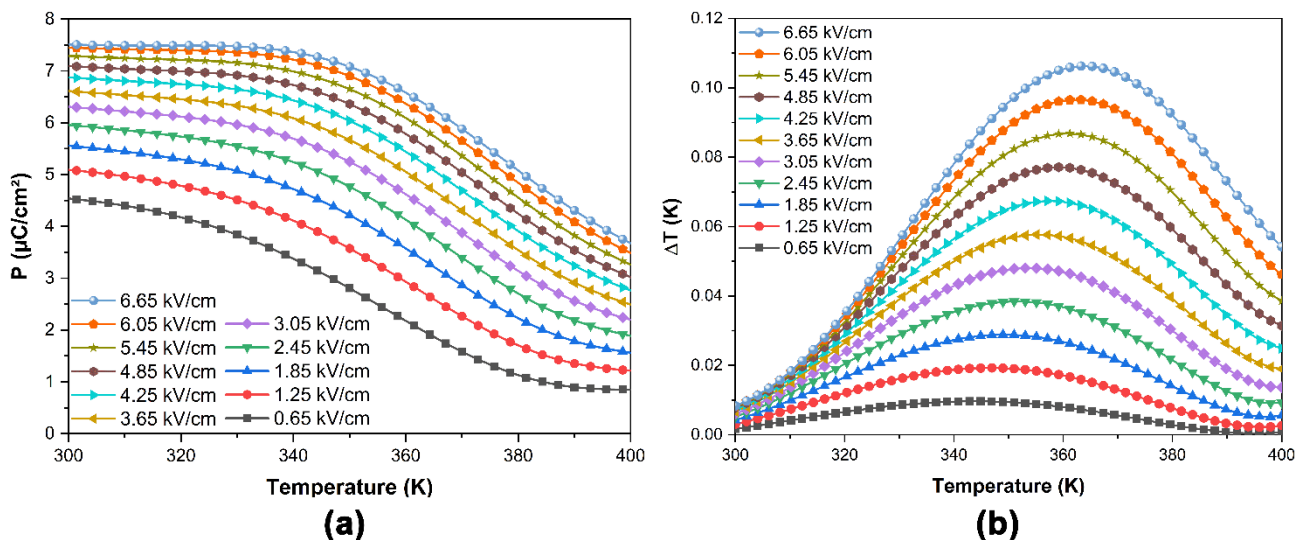 8
7
6
5
4
3
2
1
0
P (µC/cm²)
6.65 kV/cm
6.05 kV/cm
5.45 kV/cm
4.85 kV/cm
4.25 kV/cm
3.65 kV/cm
3.05 kV/cm
2.45 kV/cm
1.85 kV/cm
1.25 kV/cm
0.65 kV/cm
300 320 340 360 380 400
Temperature (K)
(a)
0.12
0.10
0.08
0.06
0.04
0.02
0.00
ΔT (K)
6.65 kV/cm
6.05 kV/cm
5.45 kV/cm
4.85 kV/cm
4.25 kV/cm
3.65 kV/cm
3.05 kV/cm
2.45 kV/cm
1.85 kV/cm
1.25 kV/cm
0.65 kV/cm
300 320 340 360 380 400
Temperature (K)
(b)